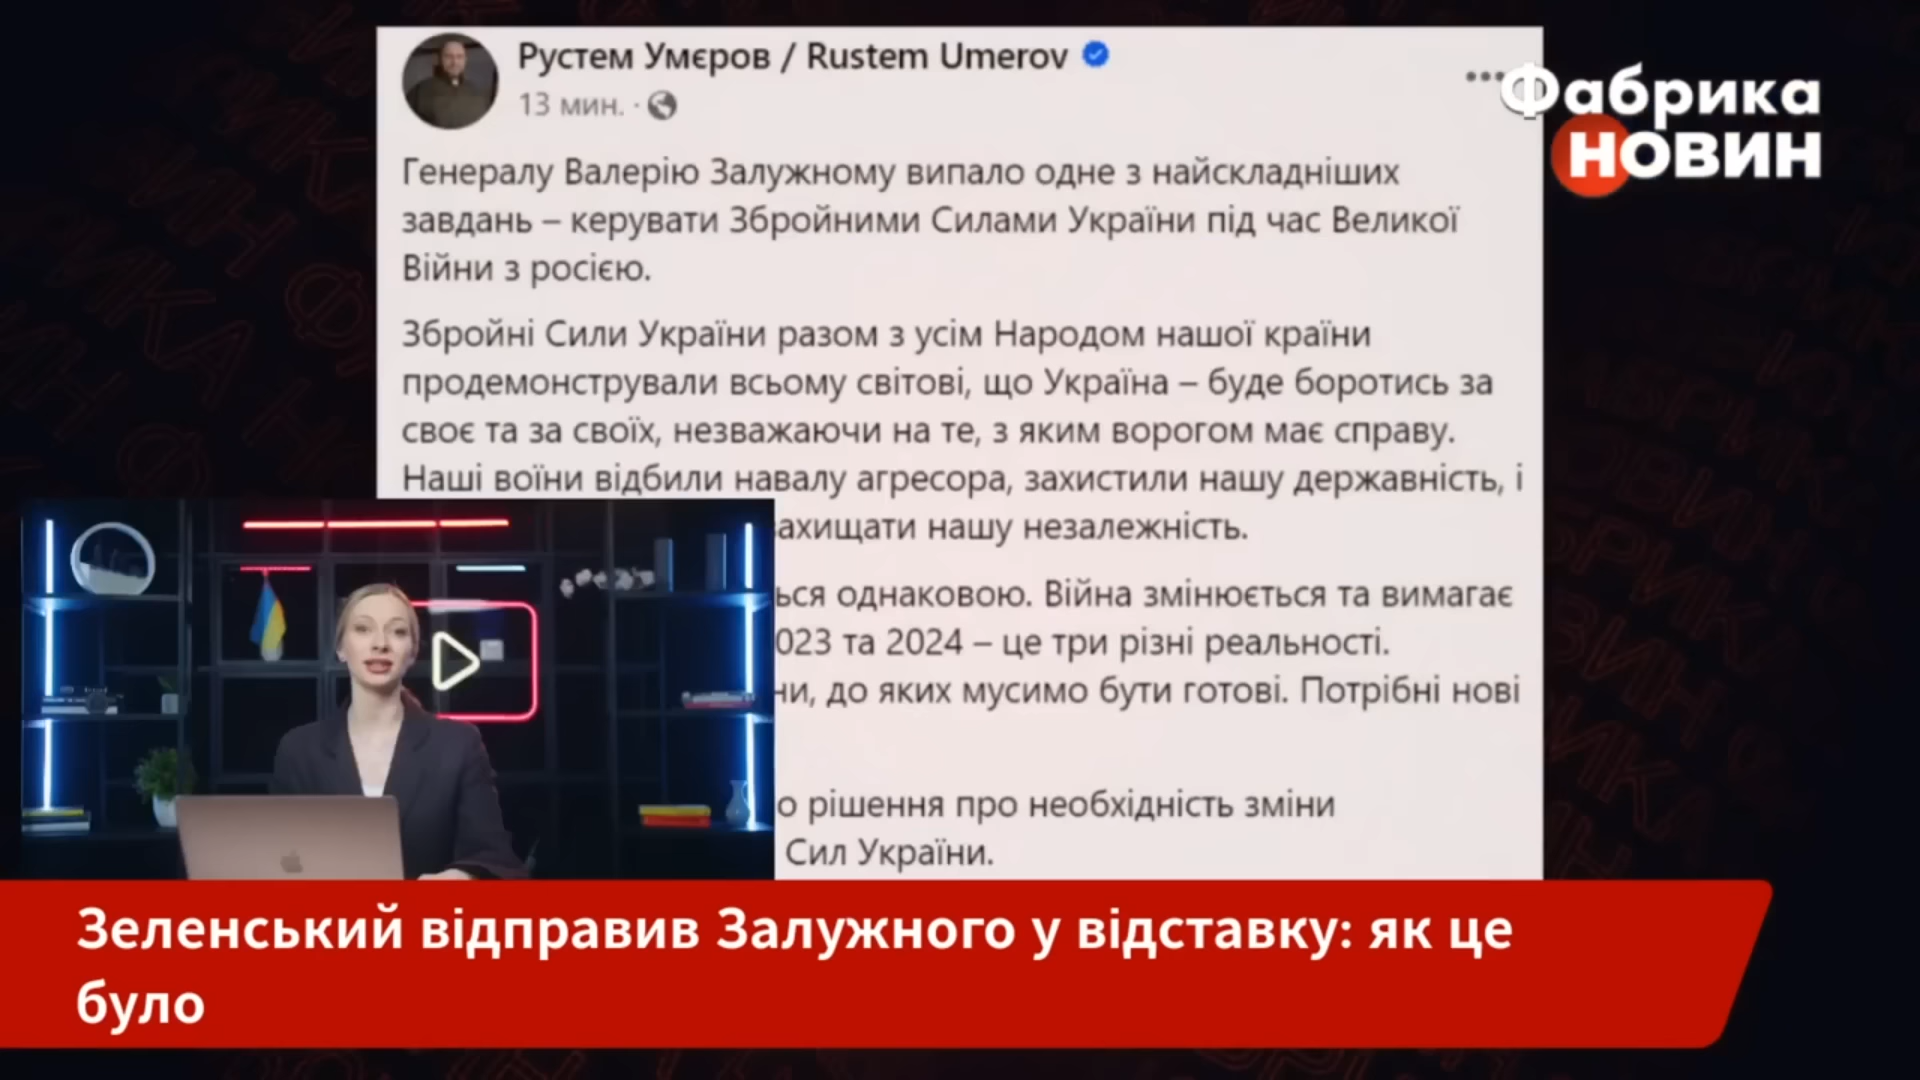 Рустем Умєров / Rustem Umerov
13 мин. ·
Фабрика
новин
Генералу Валерію Залужному випало одне з найскладніших
завдань – керувати Збройними Силами України під час Великої
Війни з росією.
Збройні Сили України разом з усім Народом нашої країни
продемонстрували всьому світові, що Україна – буде боротись за
своє та за своїх, незважаючи на те, з яким ворогом має справу.
Наші воїни відбили навалу агресора, захистили нашу державність, і
ахищати нашу незалежність.
ься однаковою. Війна змінюється та вимагає
023 та 2024 – це три різні реальності.
ни, до яких мусимо бути готові. Потрібні нові
о рішення про необхідність зміни
Сил України.
Зеленський відправив Залужного у відставку: як це
було